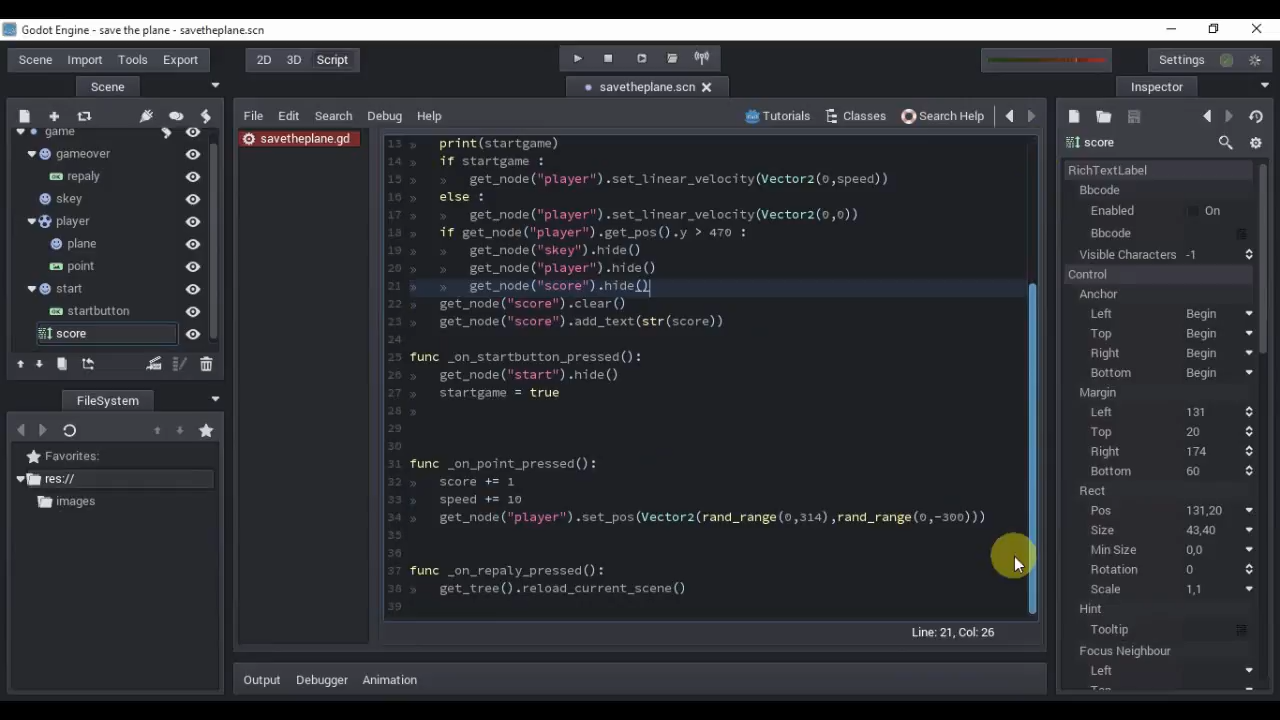 Godot Engine - save the plane - savetheplane.scn
Scene Import Tools Export 2D 3D Script Settings
Scene savetheplane.scn Inspector
File Edit Search Debug Help Tutorials Classes Search Help
game
gameover
repaly
skey
player
plane
point
start
startbutton
score
FileSystem
Favorites:
res://
images
savetheplane.gd
13 » print(startgame)
14 » if startgame :
15 » » get_node("player").set_linear_velocity(Vector2(0,speed))
16 » else :
17 » » get_node("player").set_linear_velocity(Vector2(0,0))
18 » if get_node("player").get_pos().y > 470 :
19 » » get_node("skey").hide()
20 » » get_node("player").hide()
21 » » get_node("score").hide()
22 » get_node("score").clear()
23 » get_node("score").add_text(str(score))
24
25 func _on_startbutton_pressed():
26 » get_node("start").hide()
27 » startgame = true
28 »
29
30
31 func _on_point_pressed():
32 » score += 1
33 » speed += 10
34 » get_node("player").set_pos(Vector2(rand_range(0,314),rand_range(0,-300)))
35
36
37 func _on_repaly_pressed():
38 » get_tree().reload_current_scene()
39
Line: 21, Col: 26
Output Debugger Animation
score
RichTextLabel
Bbcode
Enabled On
Bbcode
Visible Characters -1
Control
Anchor
Left Begin
Top Begin
Right Begin
Bottom Begin
Margin
Left 131
Top 20
Right 174
Bottom 60
Rect
Pos 131,20
Size 43,40
Min Size 0,0
Rotation 0
Scale 1,1
Hint
Tooltip
Focus Neighbour
Left